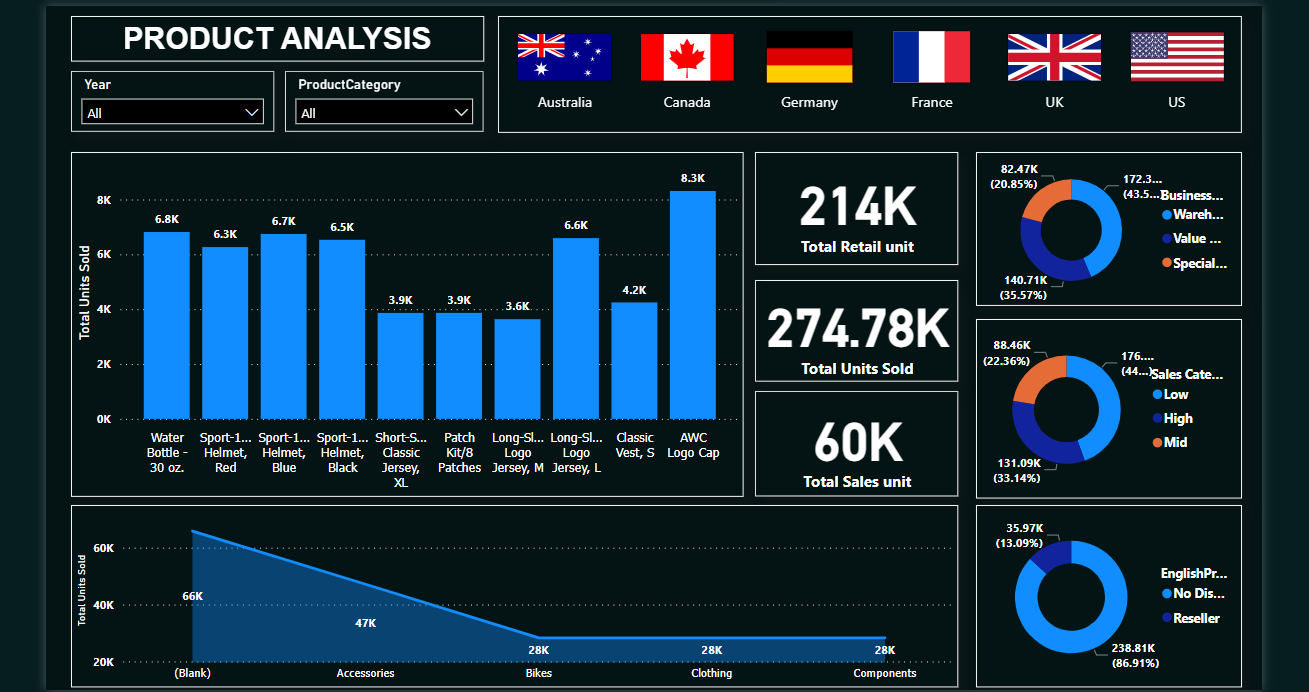 PRODUCT ANALYSIS
Year
All
ProductCategory
All
Australia
Canada
Germany
France
UK
US
Total Units Sold
8K
6K
4K
2K
0K
6.8K
6.3K
6.7K
6.5K
3.9K
3.9K
3.6K
6.6K
4.2K
8.3K
Water
Bottle -
30 oz.
Sport-1...
Helmet,
Red
Sport-1...
Helmet,
Blue
Sport-1...
Helmet,
Black
Short-S...
Classic
Jersey,
XL
Patch
Kit/8
Patches
Long-Sl...
Logo
Jersey, M
Long-Sl...
Logo
Jersey, L
Classic
Vest, S
AWC
Logo Cap
214K
Total Retail unit
274.78K
Total Units Sold
60K
Total Sales unit
82.47K
(20.85%)
172.3...
(43.5...
140.71K
(35.57%)
Business...
Wareh...
Value ...
Special...
88.46K
(22.36%)
176....
(44...)
131.09K
(33.14%)
Sales Cate...
Low
High
Mid
Total Units Sold
60K
40K
20K
66K
47K
28K
28K
28K
(Blank)
Accessories
Bikes
Clothing
Components
35.97K
(13.09%)
238.81K
(86.91%)
EnglishPr...
No Dis...
Reseller